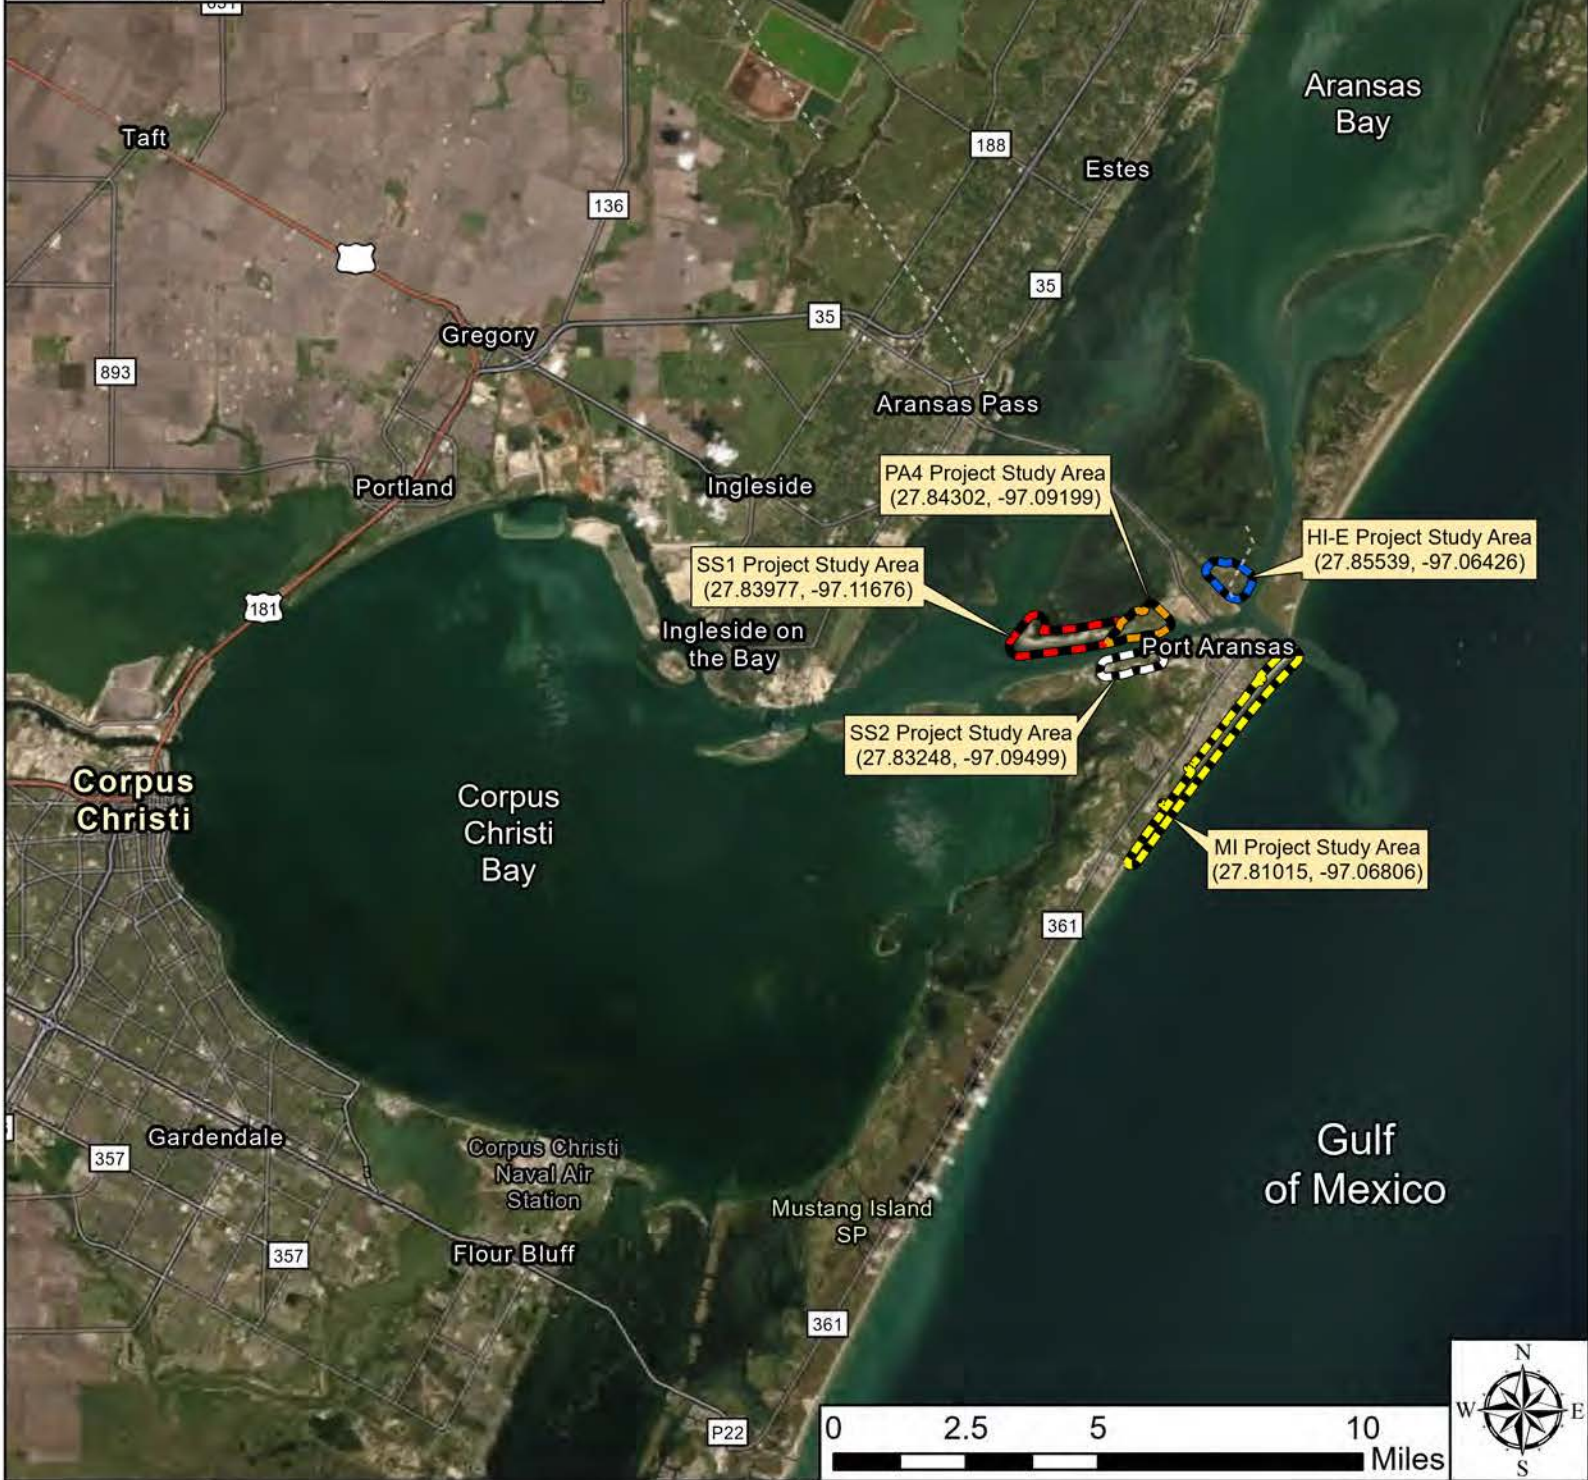 Aransas
Bay
Taft
188
Estes
136
35
35
Gregory
893
Aransas Pass
Portland
Ingleside
PA4 Project Study Area
(27.84302, -97.09199)
HI-E Project Study Area
(27.85539, -97.06426)
SS1 Project Study Area
(27.83977, -97.11676)
181
Ingleside on
the Bay
Port Aransas
SS2 Project Study Area
(27.83248, -97.09499)
Corpus
Christi
Corpus
Christi
Bay
MI Project Study Area
(27.81015, -97.06806)
361
Gulf
of Mexico
Gardendale
357
Corpus Christi
Naval Air
Station
Mustang Island
SP
357
Flour Bluff
361
P22
0 2.5 5 10
Miles
N
W E
S